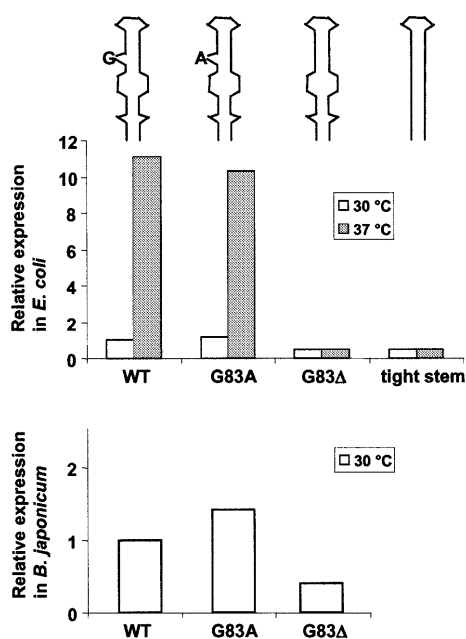 G
A
12
10
8
6
4
2
0
Relative expression
in E. coli
30 °C
37 °C
WT
G83A
G83Δ
tight stem
2
1
0
Relative expression
in B. japonicum
30 °C
WT
G83A
G83Δ